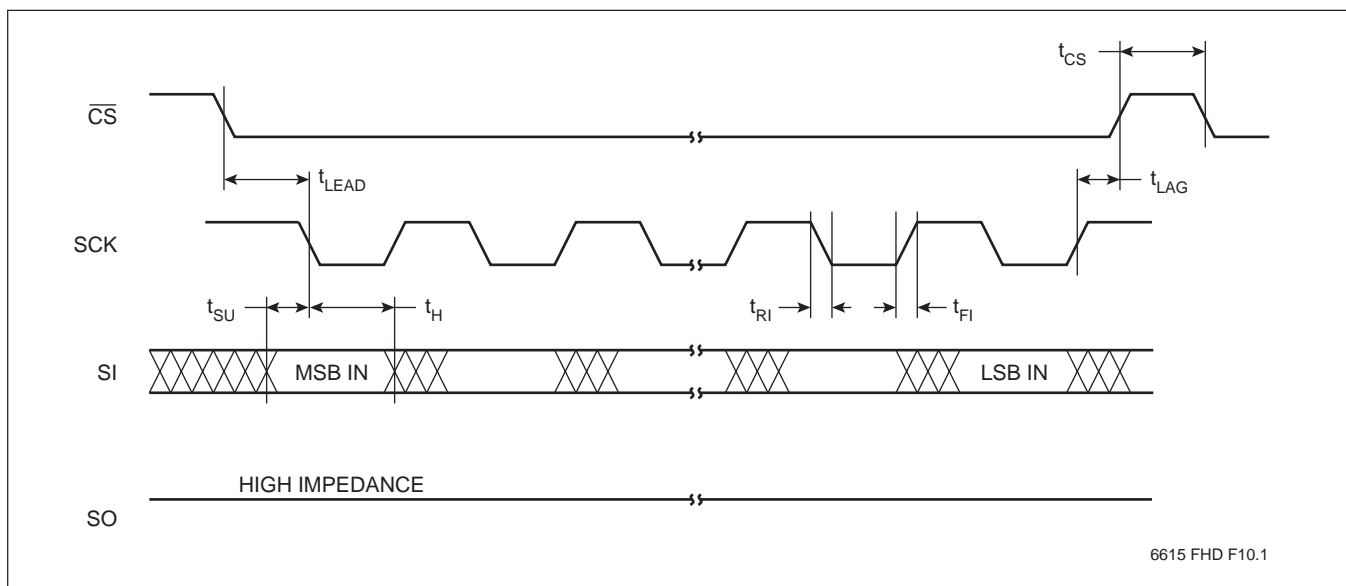 tCS
CS
tLEAD
tLAG
SCK
tSU
tH
tRI
tFI
SI
MSB IN
LSB IN
HIGH IMPEDANCE
SO
6615 FHD F10.1